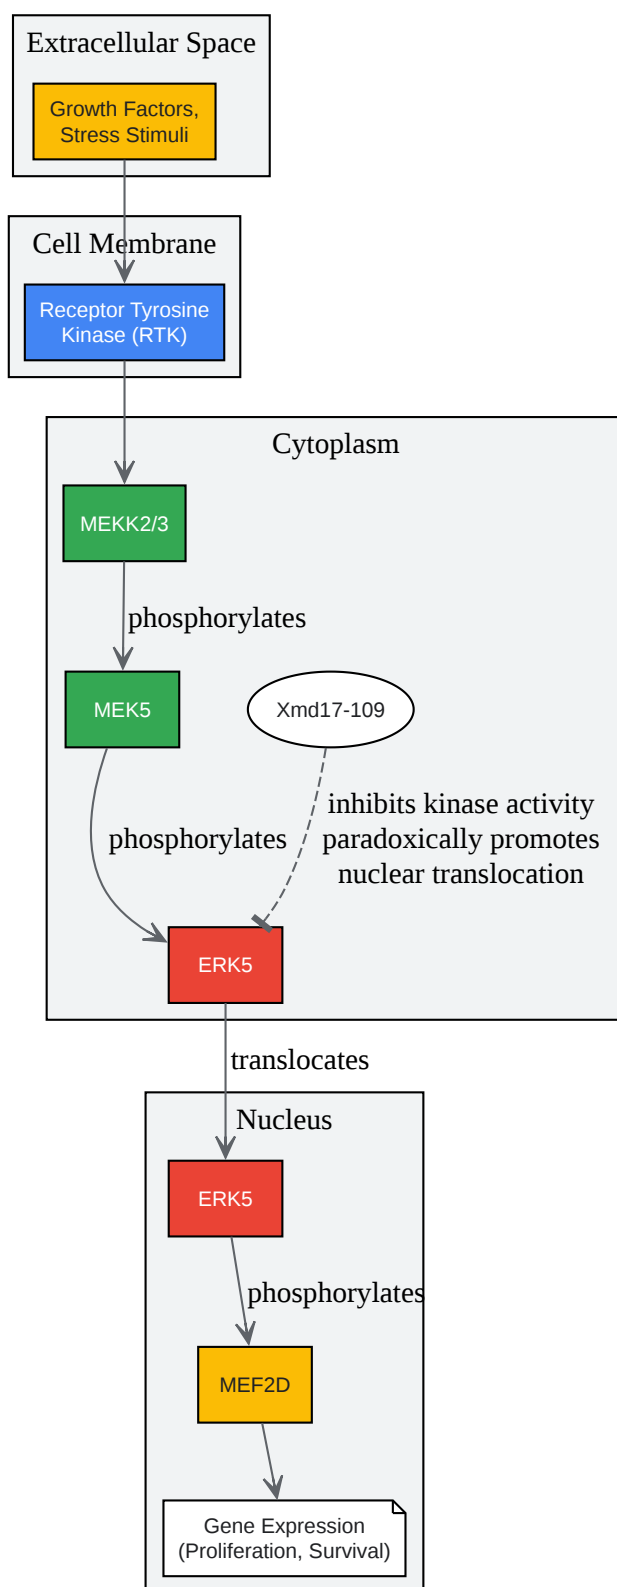 Extracellular Space
Growth Factors,
Stress Stimuli
Cell Membrane
Receptor Tyrosine
Kinase (RTK)
Cytoplasm
MEKK2/3
phosphorylates
MEK5
Xmd17-109
inhibits kinase activity
paradoxically promotes
nuclear translocation
phosphorylates
ERK5
translocates
Nucleus
ERK5
phosphorylates
MEF2D
Gene Expression
(Proliferation, Survival)